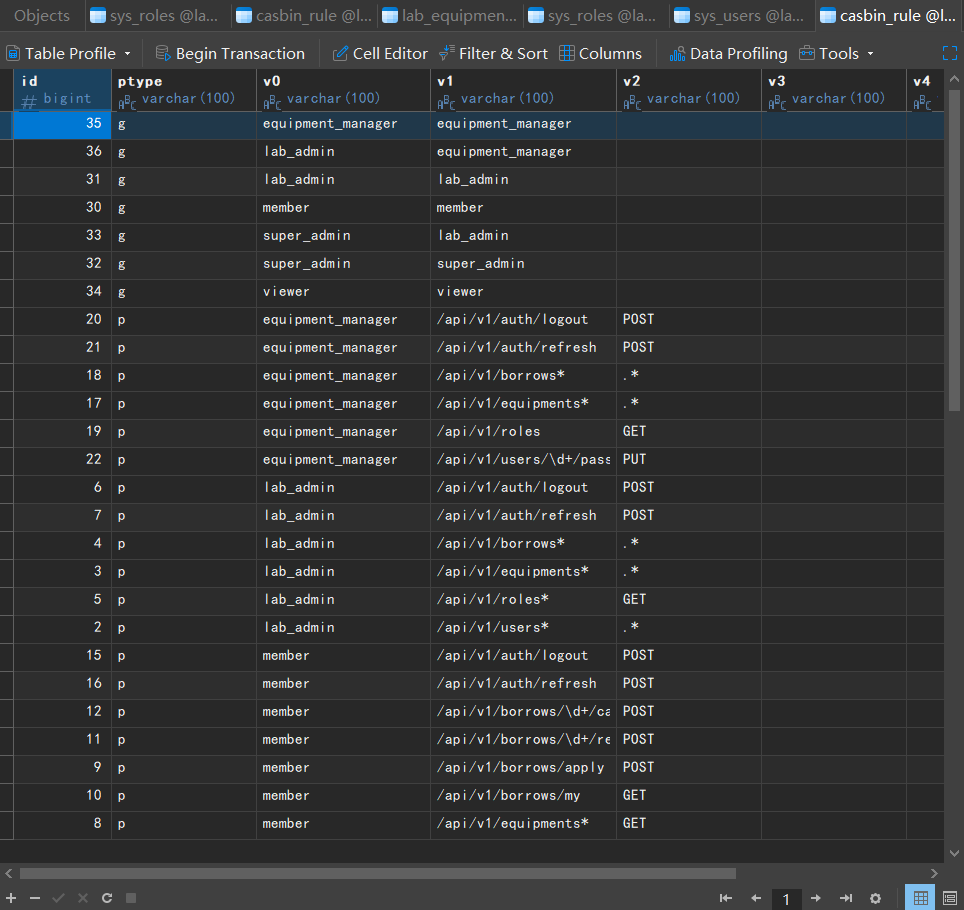 Objects sys_roles @la... casbin_rule @l... lab_equipmen... sys_roles @la... sys_users @la... casbin_rule @l...
Table Profile Begin Transaction Cell Editor Filter & Sort Columns Data Profiling Tools
id ptype v0 v1 v2 v3 v4
# bigint ABC varchar(100) ABC varchar(100) ABC varchar(100) ABC varchar(100) ABC varchar(100) ABC
35 g equipment_manager equipment_manager
36 g lab_admin equipment_manager
31 g lab_admin lab_admin
30 g member member
33 g super_admin lab_admin
32 g super_admin super_admin
34 g viewer viewer
20 p equipment_manager /api/v1/auth/logout POST
21 p equipment_manager /api/v1/auth/refresh POST
18 p equipment_manager /api/v1/borrows* .*
17 p equipment_manager /api/v1/equipments* .*
19 p equipment_manager /api/v1/roles GET
22 p equipment_manager /api/v1/users/\d+/pass PUT
6 p lab_admin /api/v1/auth/logout POST
7 p lab_admin /api/v1/auth/refresh POST
4 p lab_admin /api/v1/borrows* .*
3 p lab_admin /api/v1/equipments* .*
5 p lab_admin /api/v1/roles* GET
2 p lab_admin /api/v1/users* .*
15 p member /api/v1/auth/logout POST
16 p member /api/v1/auth/refresh POST
12 p member /api/v1/borrows/\d+/ca POST
11 p member /api/v1/borrows/\d+/re POST
9 p member /api/v1/borrows/apply POST
10 p member /api/v1/borrows/my GET
8 p member /api/v1/equipments* GET
1